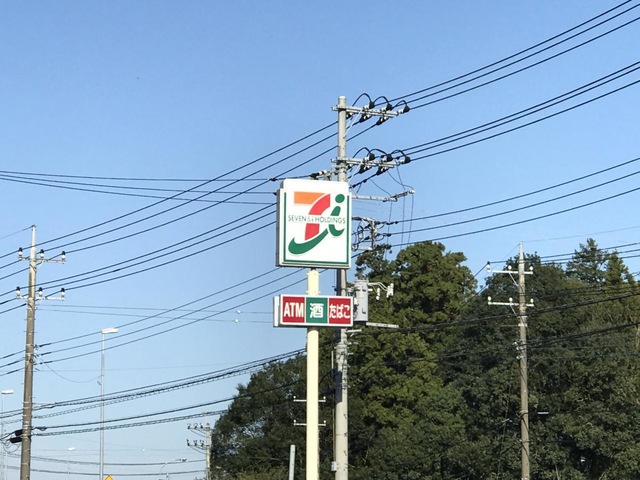 7i
SEVEN & i HOLDINGS
ATM 酒 たばこ